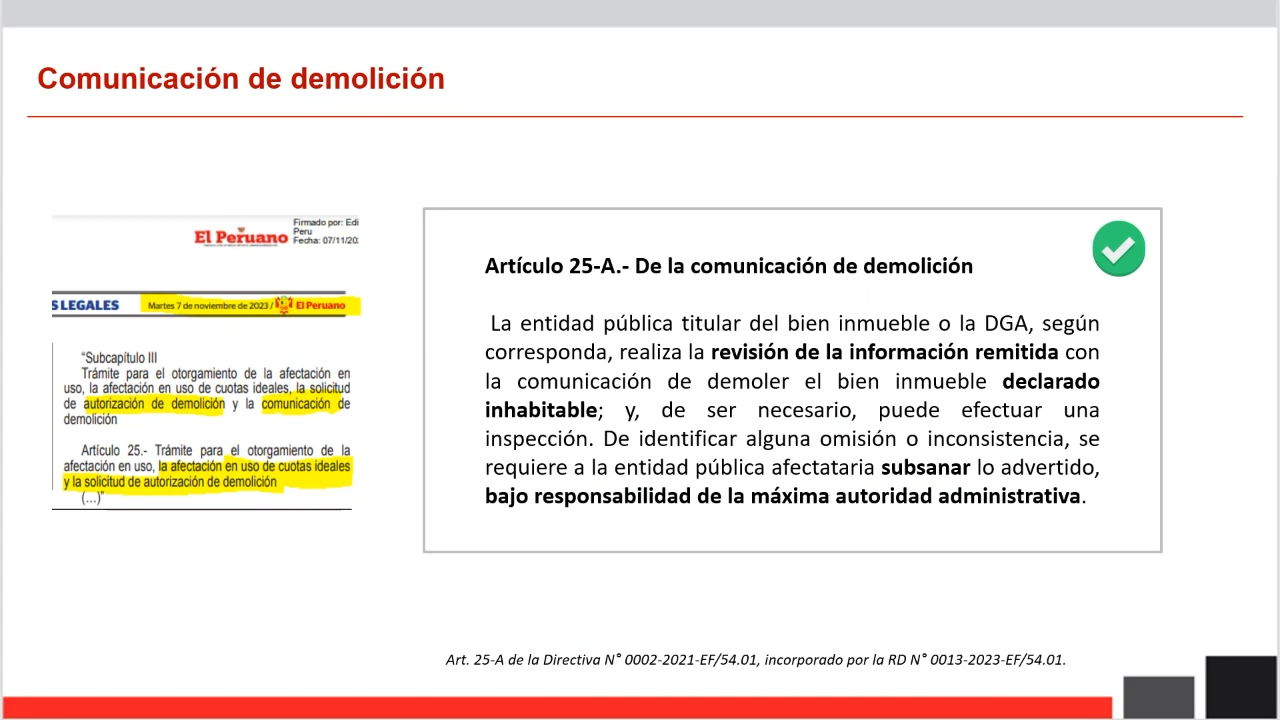 Comunicación de demolición
Firmado por: Edi
El Peruano
Peru
Fecha: 07/11/20
S LEGALES
Martes 7 de noviembre de 2023 / El Peruano
“Subcapítulo III
Trámite para el otorgamiento de la afectación en
uso, la afectación en uso de cuotas ideales, la solicitud
de autorización de demolición y la comunicación de
demolición
Artículo 25.- Trámite para el otorgamiento de la
afectación en uso, la afectación en uso de cuotas ideales
y la solicitud de autorización de demolición
(...)”
Artículo 25-A.- De la comunicación de demolición
La entidad pública titular del bien inmueble o la DGA, según
corresponda, realiza la revisión de la información remitida con
la comunicación de demoler el bien inmueble declarado
inhabitable; y, de ser necesario, puede efectuar una
inspección. De identificar alguna omisión o inconsistencia, se
requiere a la entidad pública afectataria subsanar lo advertido,
bajo responsabilidad de la máxima autoridad administrativa.
Art. 25-A de la Directiva N° 0002-2021-EF/54.01, incorporado por la RD N° 0013-2023-EF/54.01.